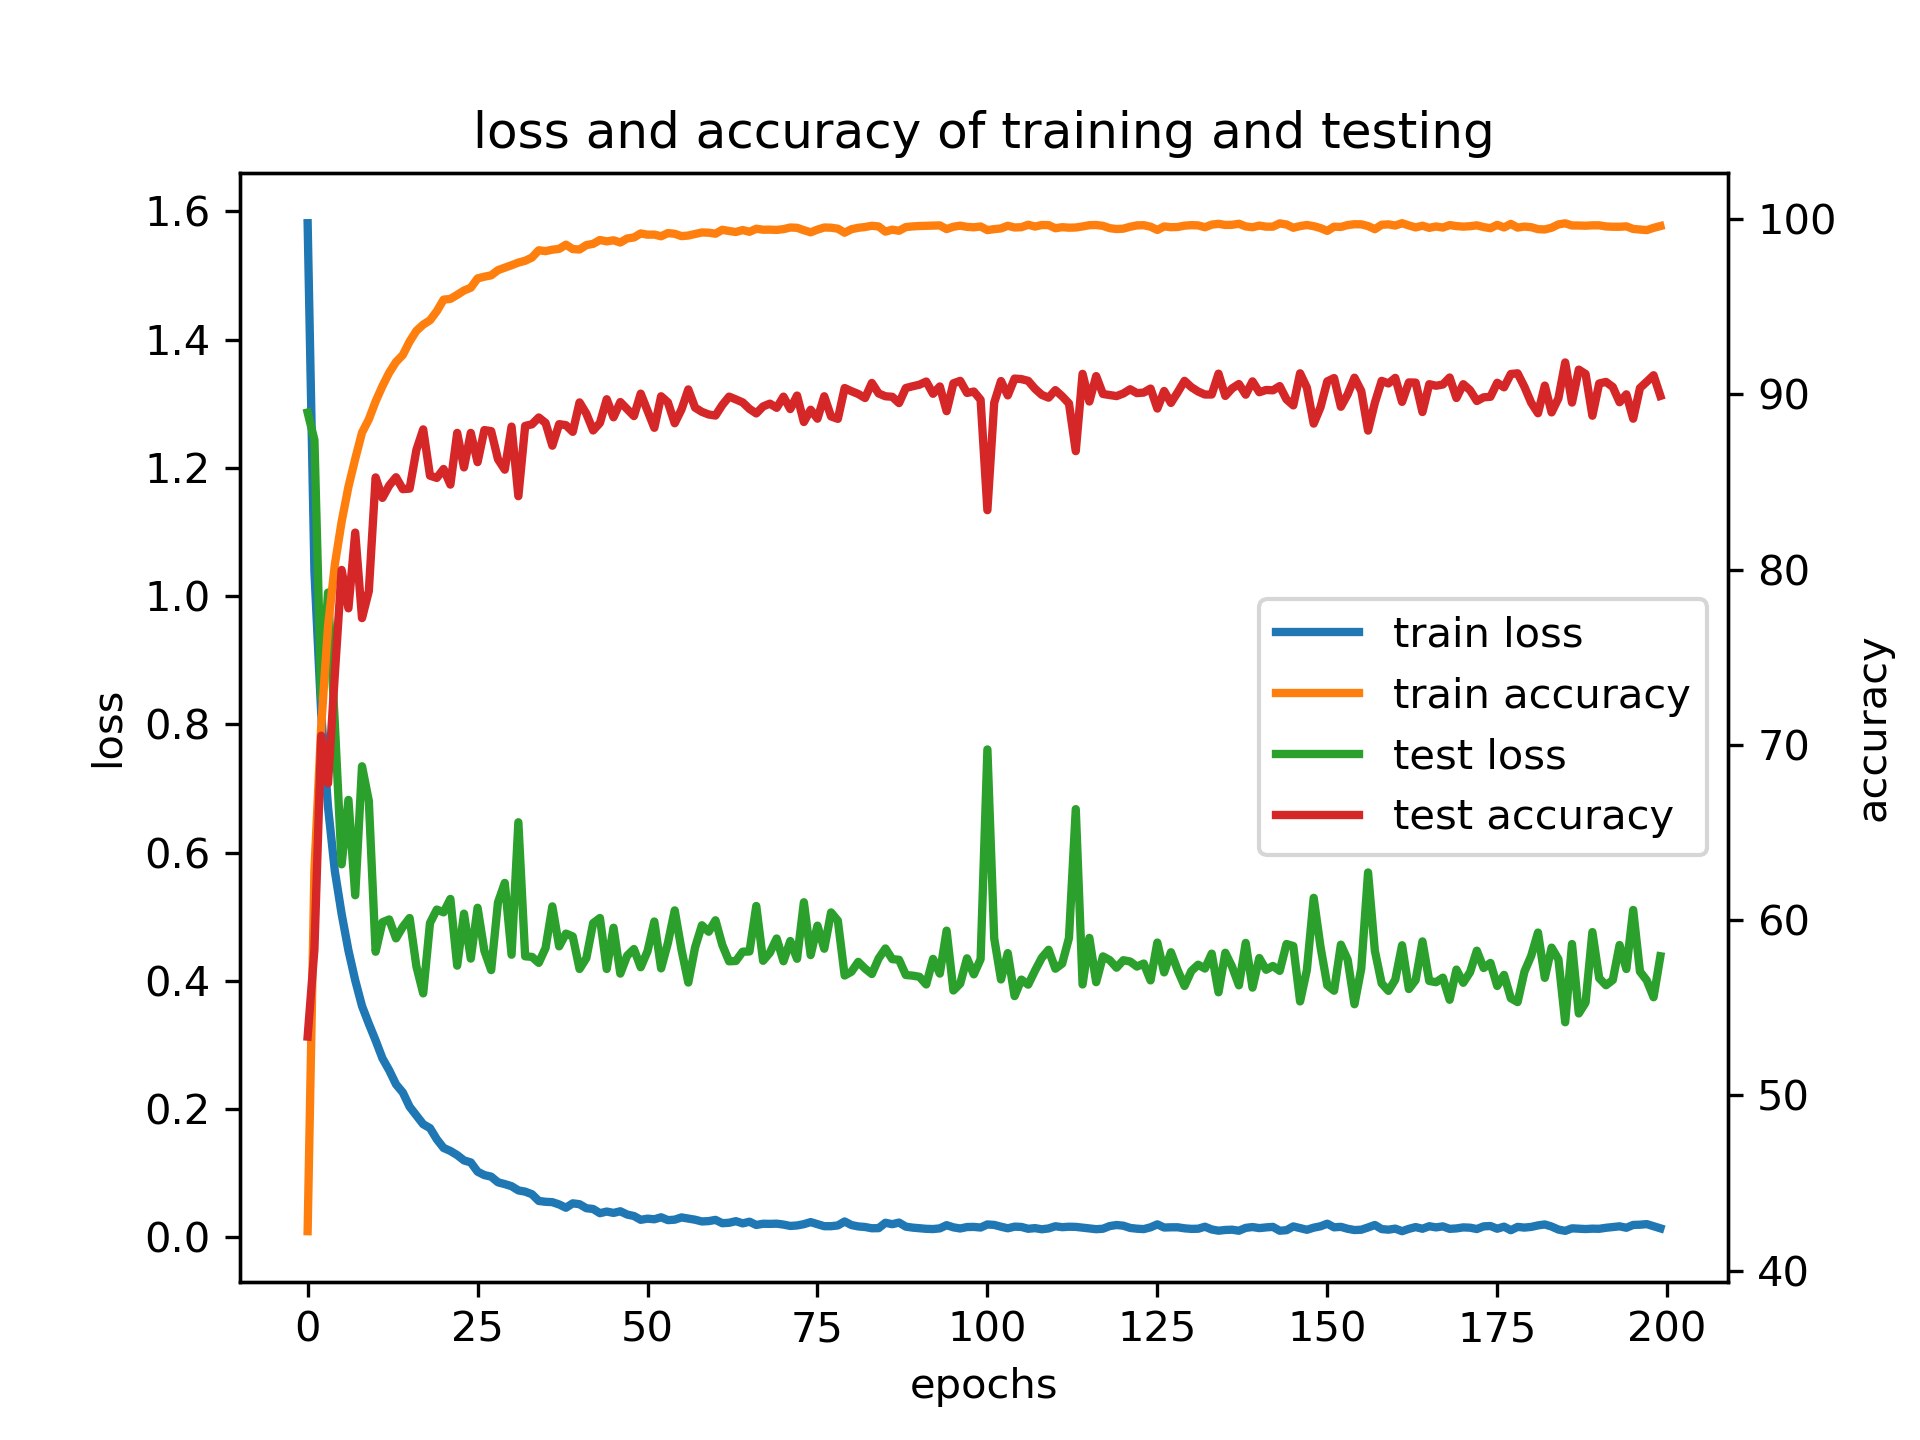 loss and accuracy of training and testing
1.6
1.4
1.2
1.0
0.8
0.6
0.4
0.2
0.0
loss
100
90
80
70
60
50
40
accuracy
train loss
train accuracy
test loss
test accuracy
0 25 50 75 100 125 150 175 200
epochs